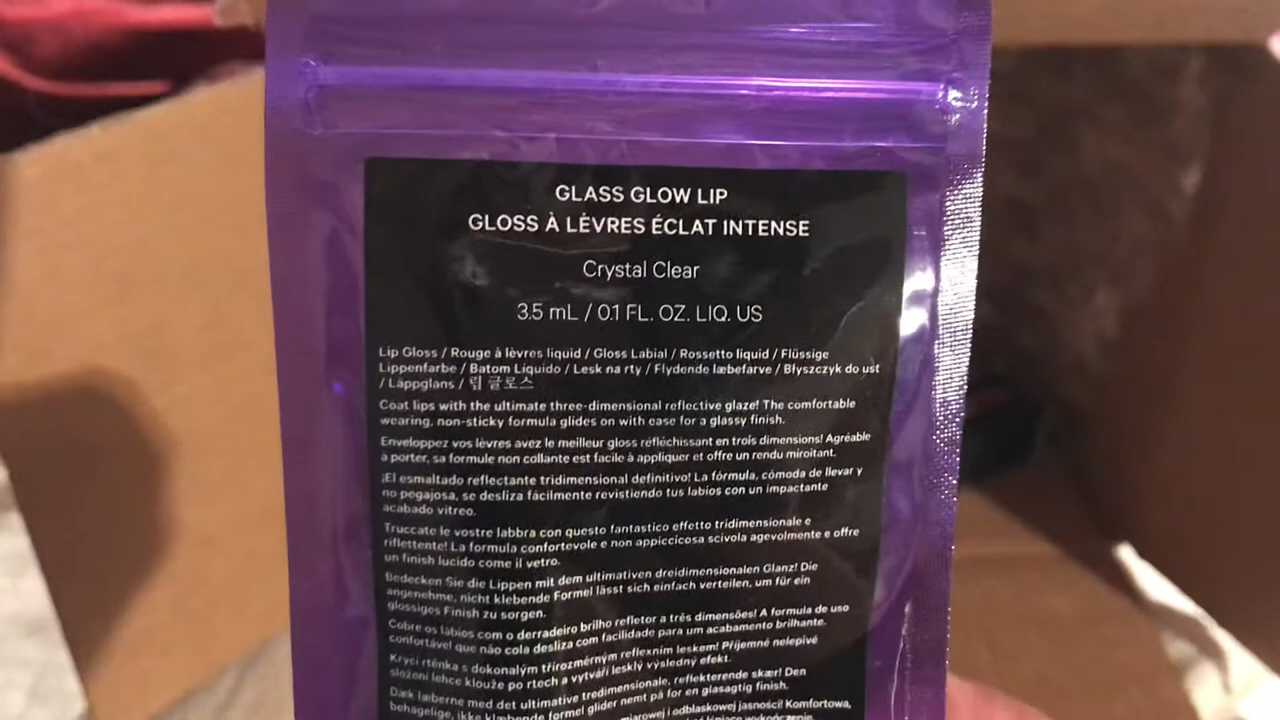 GLASS GLOW LIP
GLOSS À LÈVRES ÉCLAT INTENSE
Crystal Clear
3.5 mL / 0.1 FL. OZ. LIQ. US
Lip Gloss / Rouge à lèvres liquid / Gloss Labial / Rossetto liquid / Flüssige
Lippenfarbe / Batom Liquido / Lesk na rty / Flydende læbefarve / Błyszczyk do ust
/ Läppglans / 립 글로스
Coat lips with the ultimate three-dimensional reflective glaze! The comfortable
wearing, non-sticky formula glides on with ease for a glassy finish.
Enveloppez vos lèvres avez le meilleur gloss réfléchissant en trois dimensions! Agréable
à porter, sa formule non collante est facile à appliquer et offre un rendu miroitant.
¡El esmaltado reflectante tridimensional definitivo! La fórmula, cómoda de llevar y
no pegajosa, se desliza fácilmente revistiendo tus labios con un impactante
acabado vítreo.
Truccate le vostre labbra con questo fantastico effetto tridimensionale e
riflettente! La formula confortevole e non appiccicosa scivola agevolmente e offre
un finish lucido come il vetro.
Bedecken Sie die Lippen mit dem ultimativen dreidimensionalen Glanz! Die
angenehme, nicht klebende Formel lässt sich einfach verteilen, um für ein
glossiges Finish zu sorgen.
Cobre os lábios com o derradeiro brilho refletor a três dimensões! A formula de uso
confortável que não cola desliza com facilidade para um acabamento brilhante.
Krycí rtěnka s dokonalým třírozměrným reflexním leskem! Příjemné nelepivé
složení lehce klouže po rtech a vytváří lesklý výsledný efekt.
Dæk læberne med det ultimative tredimensionale, reflekterende skær! Den
behagelige, ikke klæbende formel glider nemt på for en glasagtig finish.
miarowej i odblaskowej jasności! Komfortowa,